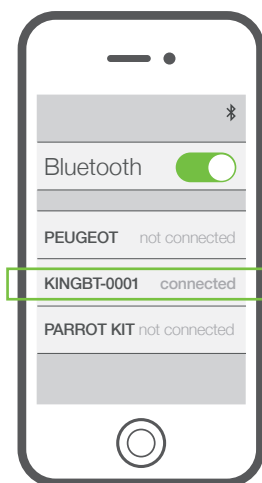 Bluetooth
PEUGEOT not connected
KINGBT-0001 connected
PARROT KIT not connected